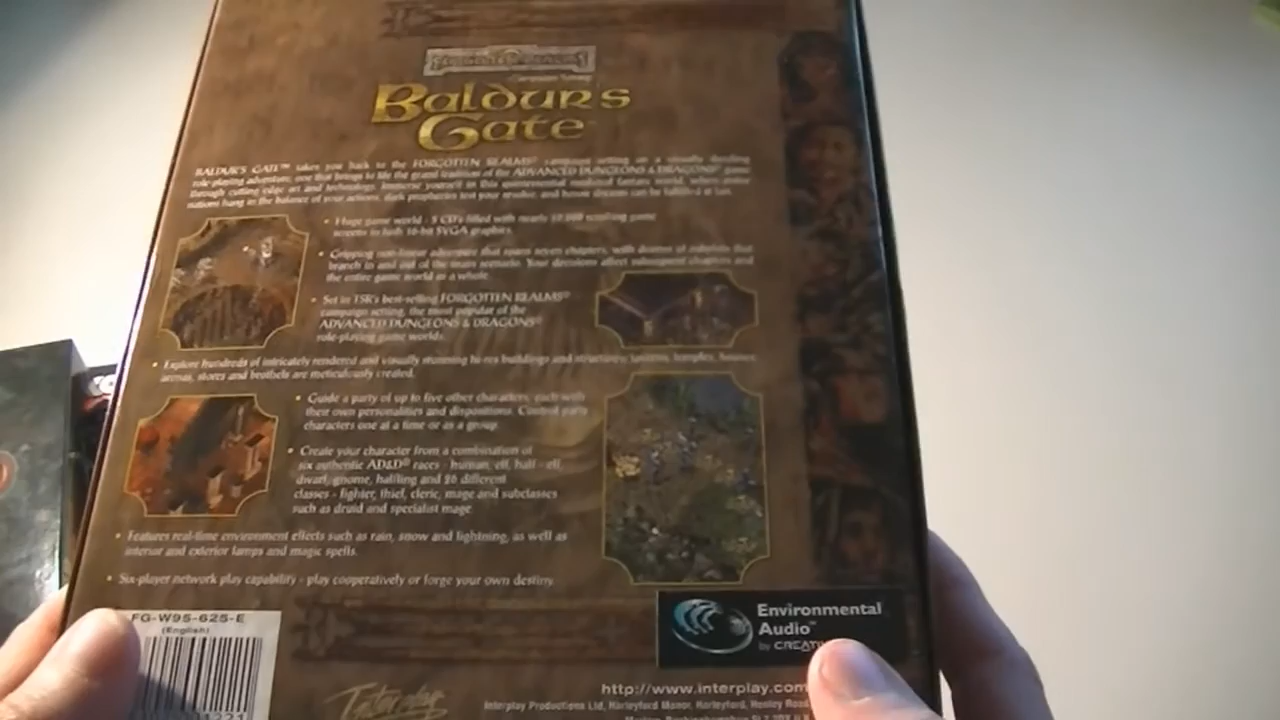 FORGOTTEN REALMS
Campaign Setting
BALDUR'S
GATE
BALDUR'S GATE™ takes you back to the FORGOTTEN REALMS® campaign setting in a visually dazzling
role-playing adventure, one that brings to life the grand tradition of the ADVANCED DUNGEONS & DRAGONS® game
through cutting edge art and technology. Immerse yourself in this quintessential medieval fantasy world, where
nations hang in the balance of your actions, dark prophecies test your resolve, and heroic dreams can be fulfilled at last.
• Huge game world - 5 CD's filled with nearly 10,000 scrolling game
screens in lush 16-bit SVGA graphics.
• Gripping non-linear adventure that spans seven chapters, with dozens of subplots that
branch in and out of the main scenario. Your decisions affect subsequent chapters and
the entire game world as a whole.
• Set in TSR's best-selling FORGOTTEN REALMS®
campaign setting, the most popular of the
ADVANCED DUNGEONS & DRAGONS®
role-playing game worlds.
• Explore hundreds of intricately rendered and visually stunning hi-res buildings and structures; taverns, temples,
arenas, stores and brothels are meticulously created.
• Guide a party of up to five other characters, each with
their own personalities and dispositions. Control party
characters one at a time or as a group.
• Create your character from a combination of
six authentic AD&D® races - human, elf, half - elf,
dwarf, gnome, halfling and 26 different
classes - fighter, thief, cleric, mage and subclasses
such as druid and specialist mage.
• Features real-time environment effects such as rain, snow and lightning, as well as
interior and exterior lamps and magic spells.
• Six-player network play capability - play cooperatively or forge your own destiny.
FG-W95-625-E
(English)
Environmental
Audio™
by CREAT
Interplay
http://www.interplay.com
Interplay Productions Ltd, Harleyford Manor, Harleyford, Henley Road